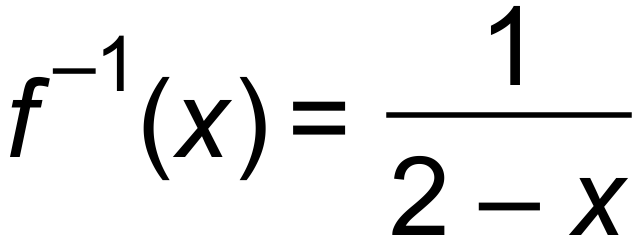 f⁻¹(x) = 1/(2 – x)